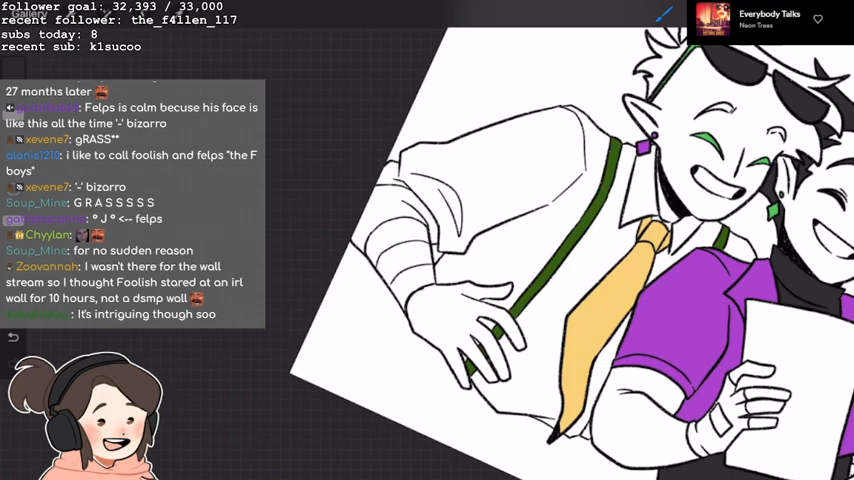 follower goal: 32,393 / 33,000
recent follower: the_f4llen_117
subs today: 8
recent sub: klsucoo
Gallery
Everybody Talks
Neon Trees
27 months later
: Felps is calm becuse his face is
like this all the time '-' bizarro
xevene7: gRASS**
alanis1210: i like to call foolish and felps "the F
boys"
xevene7: '-' bizarro
Soup_Mine: G R A S S S S S
: ° J ° <-- felps
Chyylan:
Soup_Mine: for no sudden reason
Zoovannah: I wasn't there for the wall
stream so I thought Foolish stared at an irl
wall for 10 hours, not a dsmp wall
: It's intriguing though soo